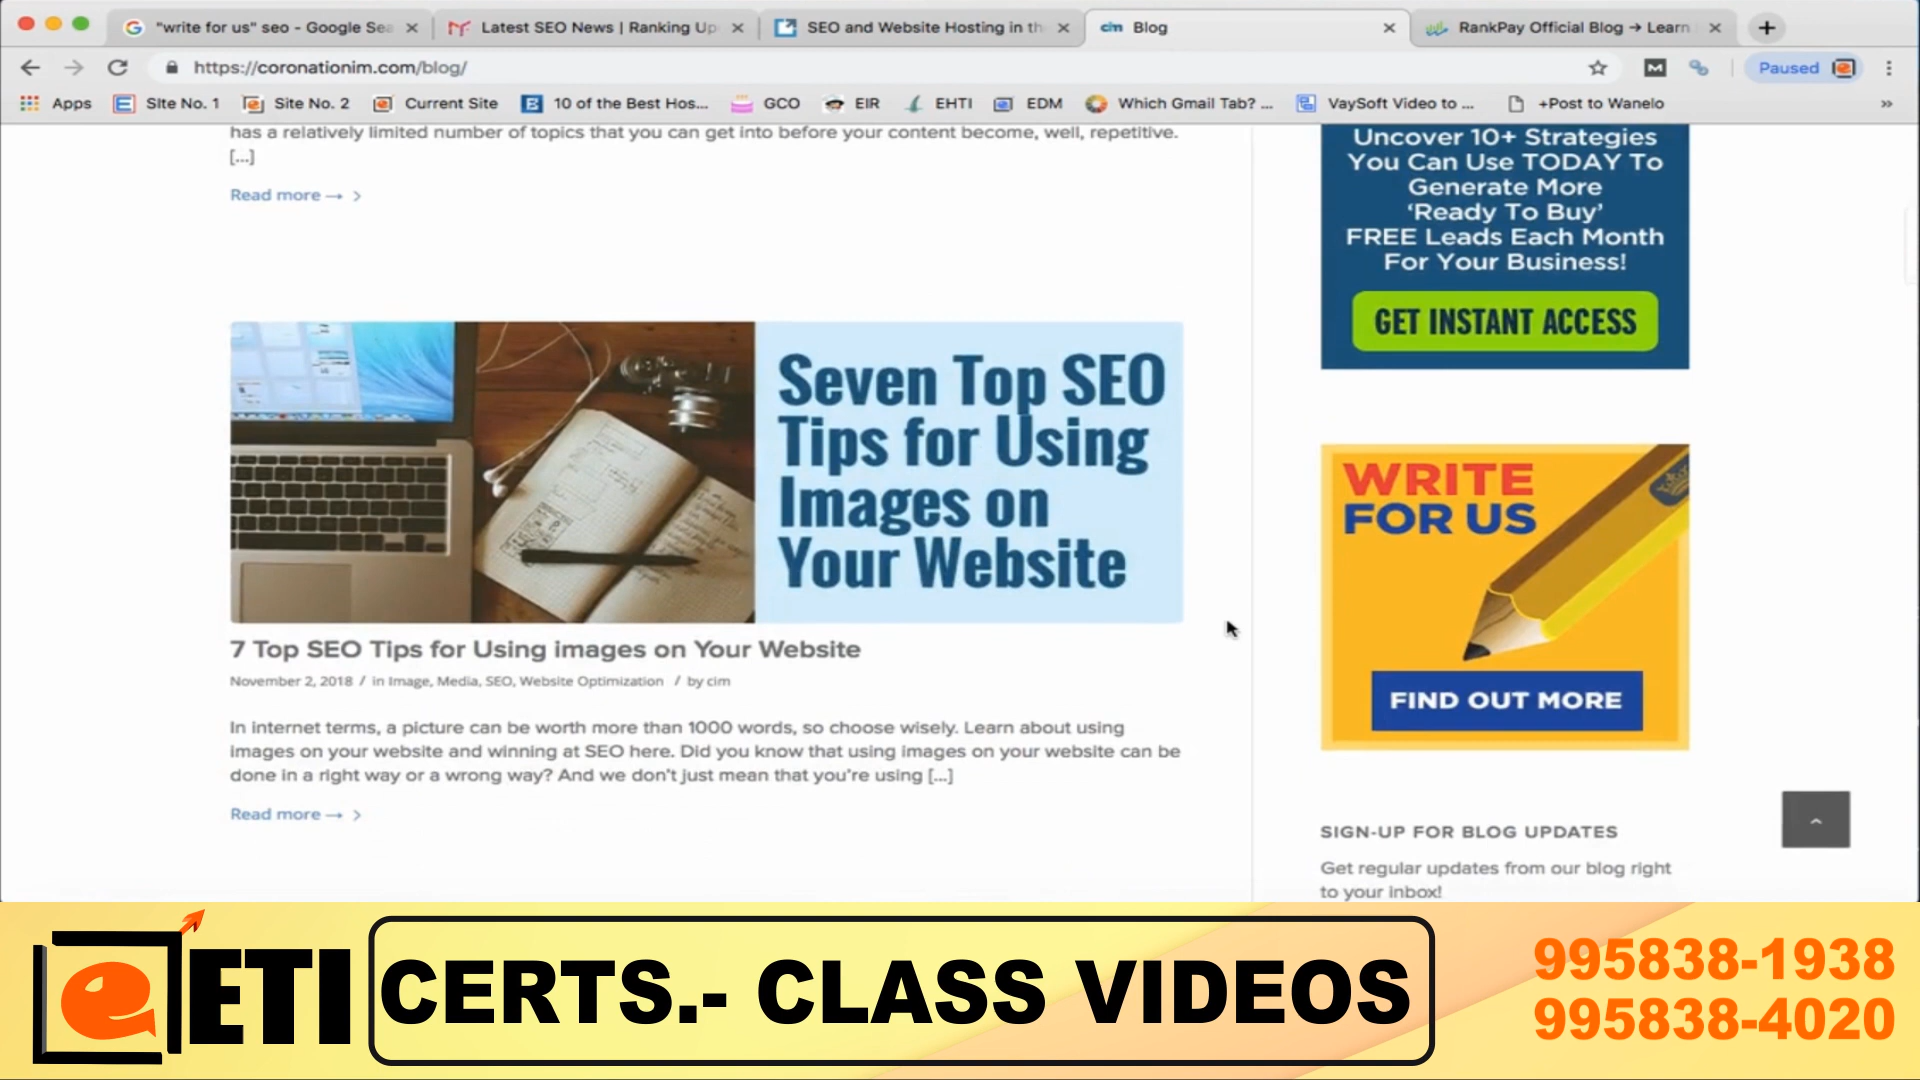 "write for us" seo - Google Sea
Latest SEO News | Ranking Up
SEO and Website Hosting in th
cim Blog
RankPay Official Blog → Learn
https://coronationim.com/blog/
Paused
Apps
SIte No. 1
Site No. 2
Current Site
10 of the Best Hos...
GCO
EIR
EHTI
EDM
Which Gmail Tab? ...
VaySoft Video to ...
+Post to Wanelo
»
has a relatively limited number of topics that you can get into before your content become, well, repetitive.
[...]
Read more → >
Seven Top SEO
Tips for Using
Images on
Your Website
7 Top SEO Tips for Using images on Your Website
November 2, 2018 / in Image, Media, SEO, Website Optimization / by cim
In internet terms, a picture can be worth more than 1000 words, so choose wisely. Learn about using
images on your website and winning at SEO here. Did you know that using images on your website can be
done in a right way or a wrong way? And we don't just mean that you're using [...]
Read more → >
Uncover 10+ Strategies
You Can Use TODAY To
Generate More
'Ready To Buy'
FREE Leads Each Month
For Your Business!
GET INSTANT ACCESS
WRITE
FOR US
FIND OUT MORE
SIGN-UP FOR BLOG UPDATES
Get regular updates from our blog right
to your inbox!
eETI
CERTS.- CLASS VIDEOS
995838-1938
995838-4020